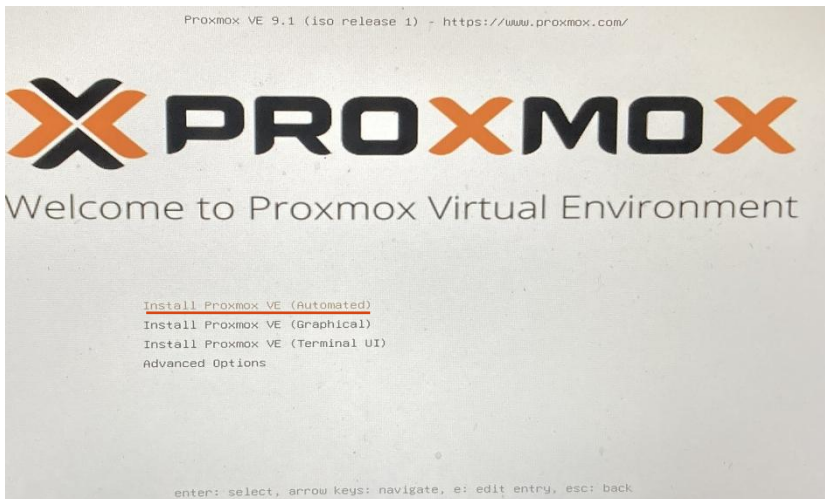 Proxmox VE 9.1 (iso release 1) - https://www.proxmox.com/
PROXMOX
Welcome to Proxmox Virtual Environment
Install Proxmox VE (Automated)
Install Proxmox VE (Graphical)
Install Proxmox VE (Terminal UI)
Advanced Options
enter: select, arrow keys: navigate, e: edit entry, esc: back